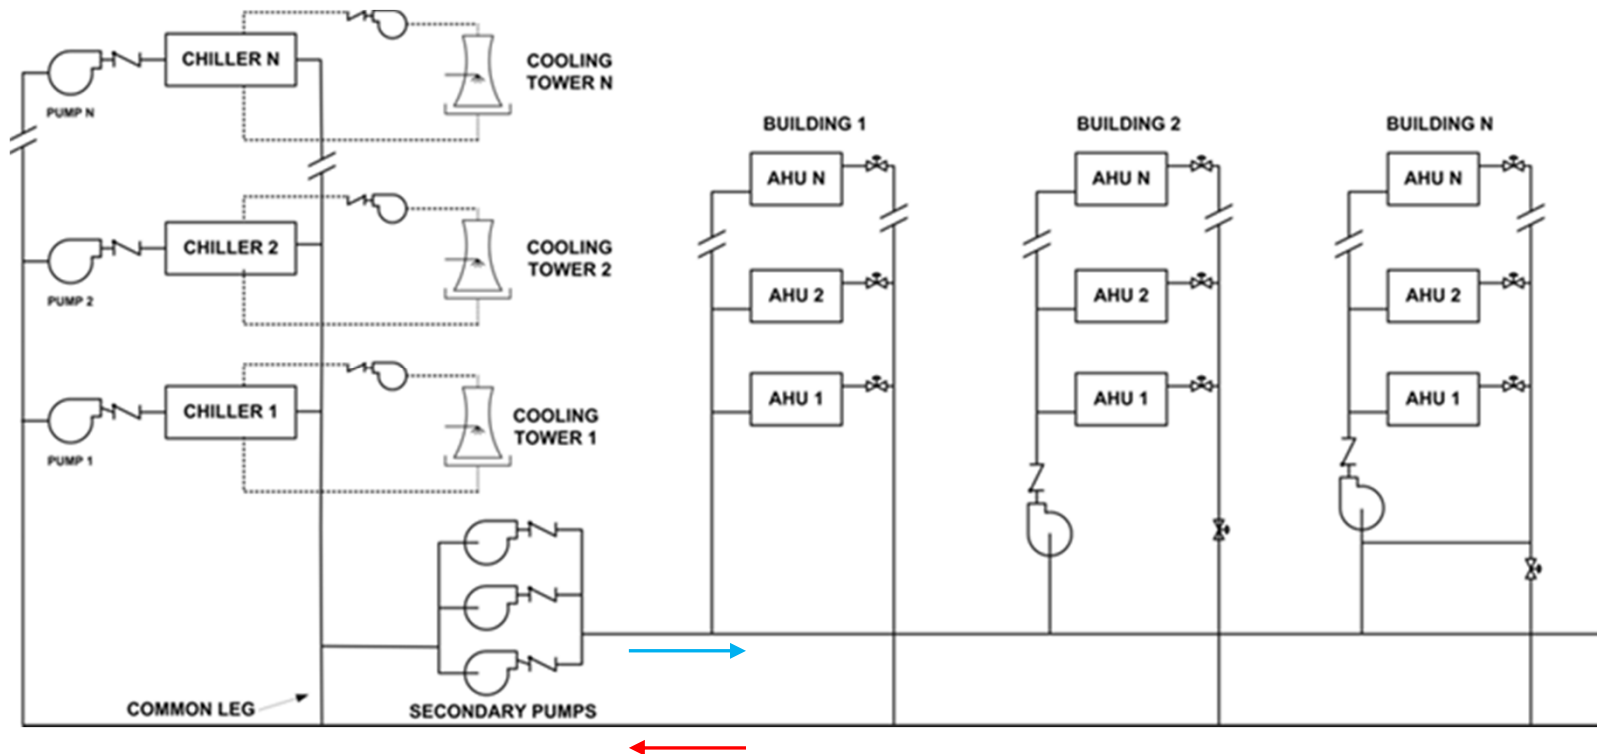 CHILLER N
PUMP N
COOLING
TOWER N
CHILLER 2
PUMP 2
COOLING
TOWER 2
CHILLER 1
PUMP 1
COOLING
TOWER 1
COMMON LEG
SECONDARY PUMPS
BUILDING 1
AHU N
AHU 2
AHU 1
BUILDING 2
AHU N
AHU 2
AHU 1
BUILDING N
AHU N
AHU 2
AHU 1